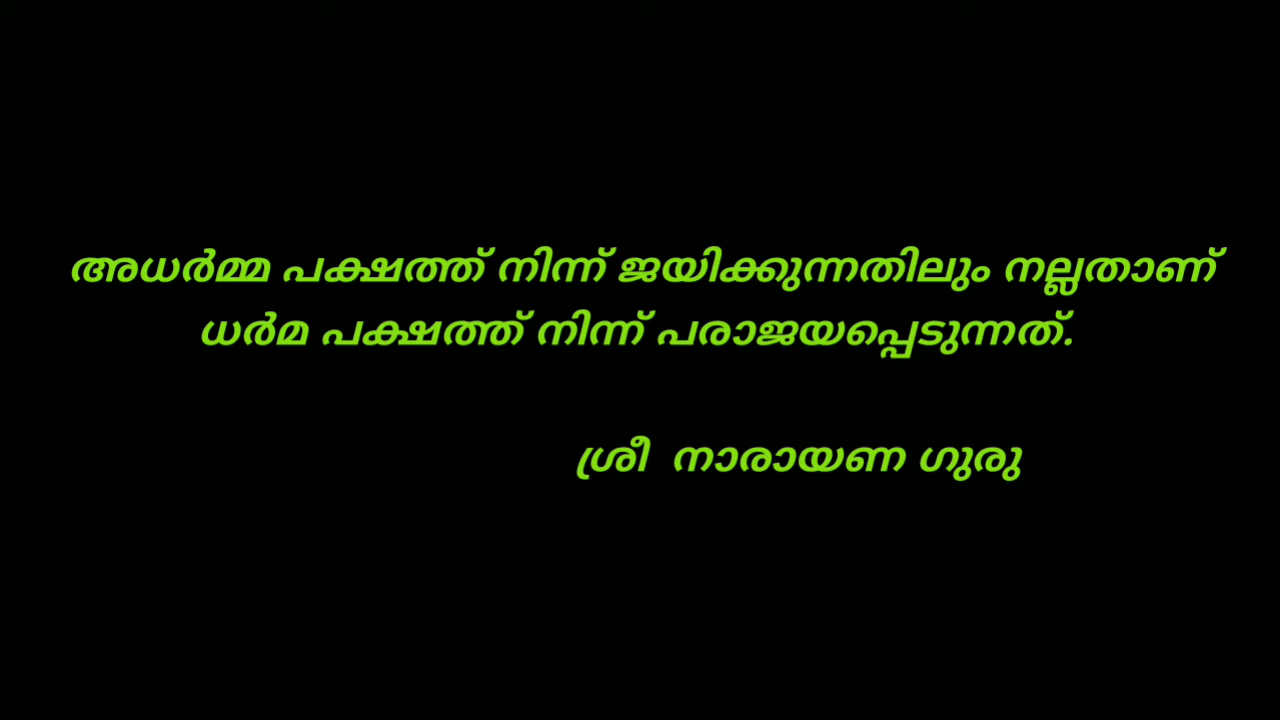 അധർമ്മ പക്ഷത്ത് നിന്ന് ജയിക്കുന്നതിലും നല്ലതാണ്
ധർമ പക്ഷത്ത് നിന്ന് പരാജയപ്പെടുന്നത്.
ശ്രീ നാരായണ ഗുരു